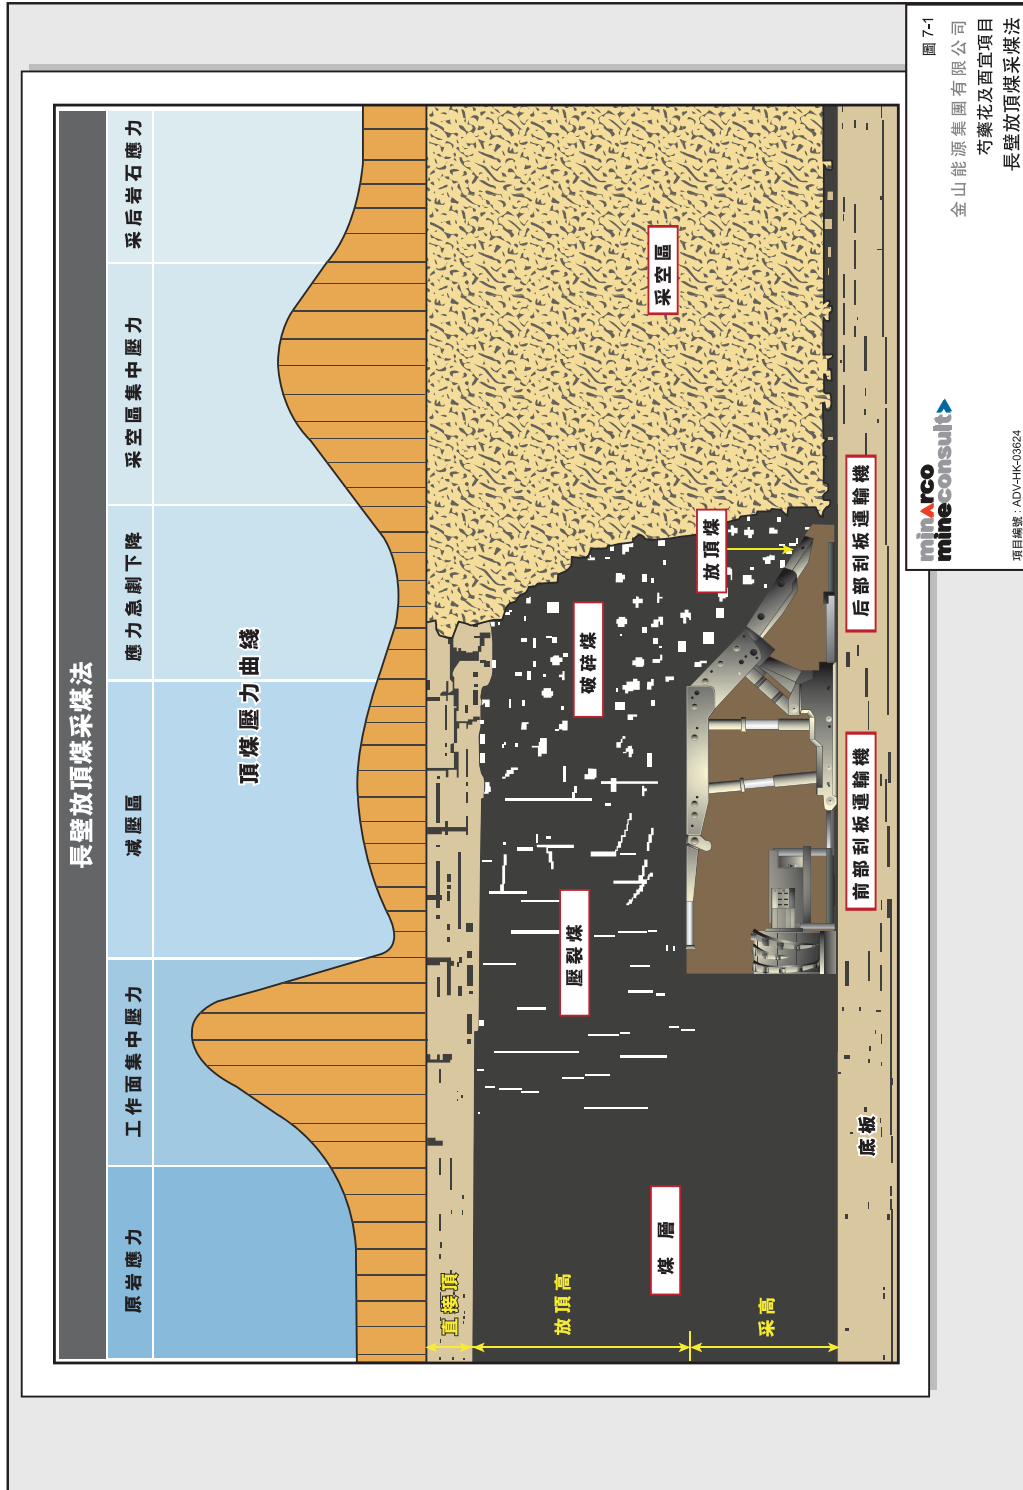 長壁放頂煤采煤法
原岩應力
工作面集中壓力
减壓區
應力急劇下降
采空區集中壓力
采后岩石應力
頂煤壓力曲綫
直接頂
放頂高
采高
煤層
壓裂煤
破碎煤
放頂煤
采空區
底板
前部刮板運輸機
后部刮板運輸機
minarco
mineconsult
項目編號：ADV-HK-03624
圖 7-1
金山能源集團有限公司
芍藥花及酉宜項目
長壁放頂煤采煤法